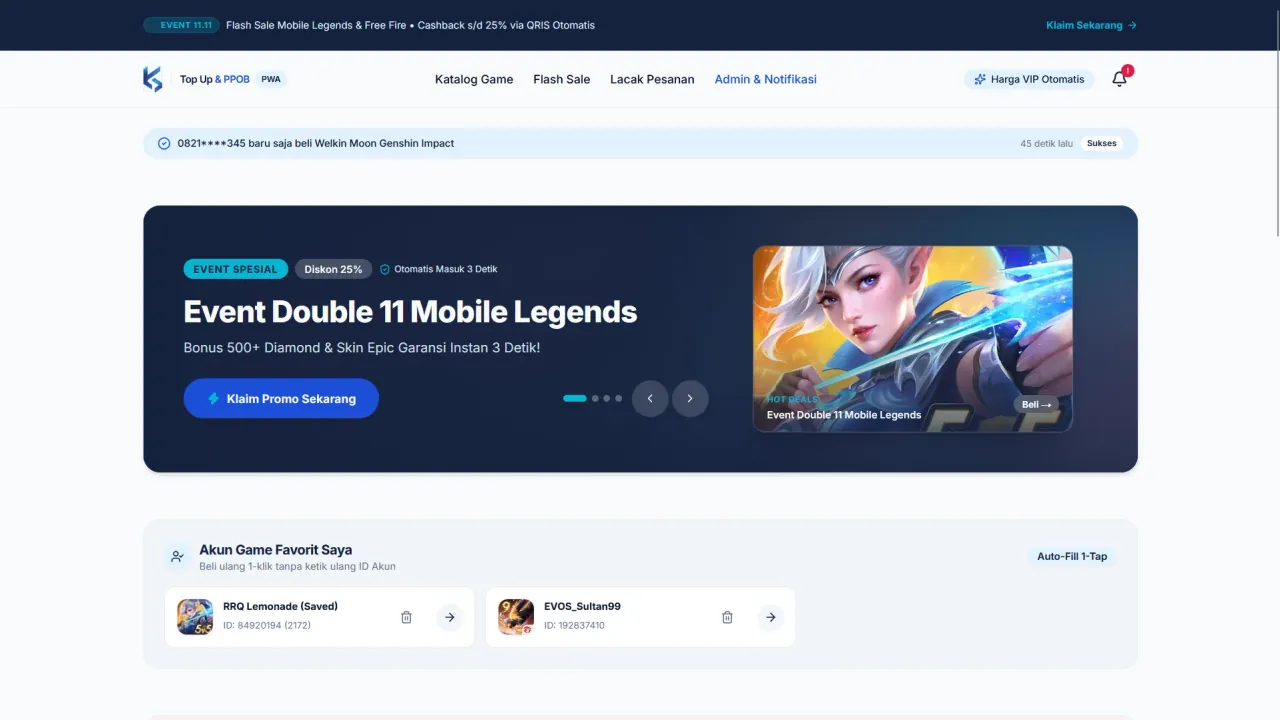 EVENT 11.11 Flash Sale Mobile Legends & Free Fire • Cashback s/d 25% via QRIS Otomatis Klaim Sekarang →
Top Up & PPOB PWA Katalog Game Flash Sale Lacak Pesanan Admin & Notifikasi Harga VIP Otomatis !
0821****345 baru saja beli Welkin Moon Genshin Impact 45 detik lalu Sukses
EVENT SPESIAL Diskon 25% Otomatis Masuk 3 Detik
Event Double 11 Mobile Legends
Bonus 500+ Diamond & Skin Epic Garansi Instan 3 Detik!
Klaim Promo Sekarang
HOT DEALS
Event Double 11 Mobile Legends
Beli →
Akun Game Favorit Saya
Beli ulang 1-klik tanpa ketik ulang ID Akun
Auto-Fill 1-Tap
RRQ Lemonade (Saved)
ID: 84920194 (2172)
EVOS_Sultan99
ID: 192837410